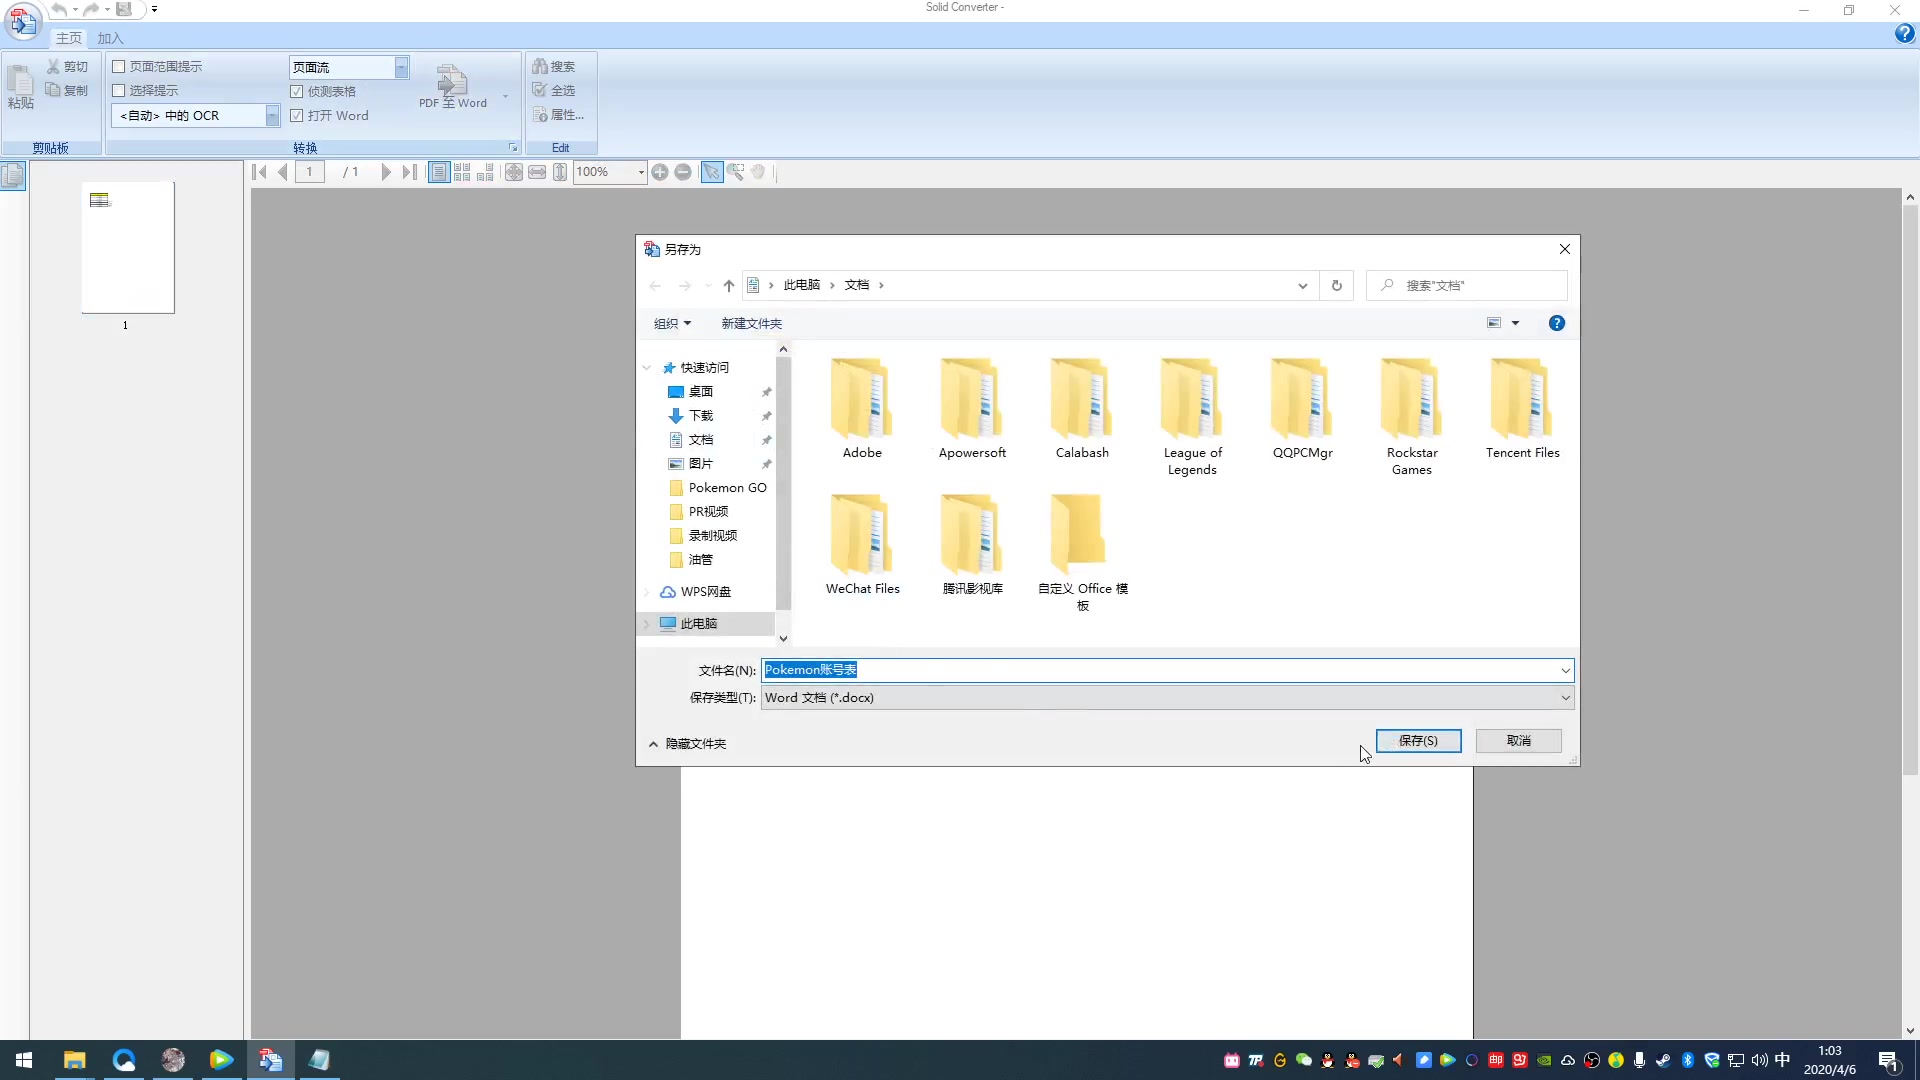 Solid Converter -
主页 加入
粘贴
剪切
复制
剪贴板
页面范围提示
选择提示
<自动> 中的 OCR
页面流
侦测表格
打开 Word
PDF 至 Word
转换
搜索
全选
属性...
Edit
1 / 1 100%
1
另存为
此电脑 文档
搜索"文档"
组织 新建文件夹
快速访问
桌面
下载
文档
图片
Pokemon GO
PR视频
录制视频
油管
WPS网盘
此电脑
Adobe
Apowersoft
Calabash
League of
Legends
QQPCMgr
Rockstar
Games
Tencent Files
WeChat Files
腾讯影视库
自定义 Office 模
板
文件名(N): Pokemon账号表
保存类型(T): Word 文档 (*.docx)
隐藏文件夹
保存(S) 取消
中
1:03
2020/4/6
1